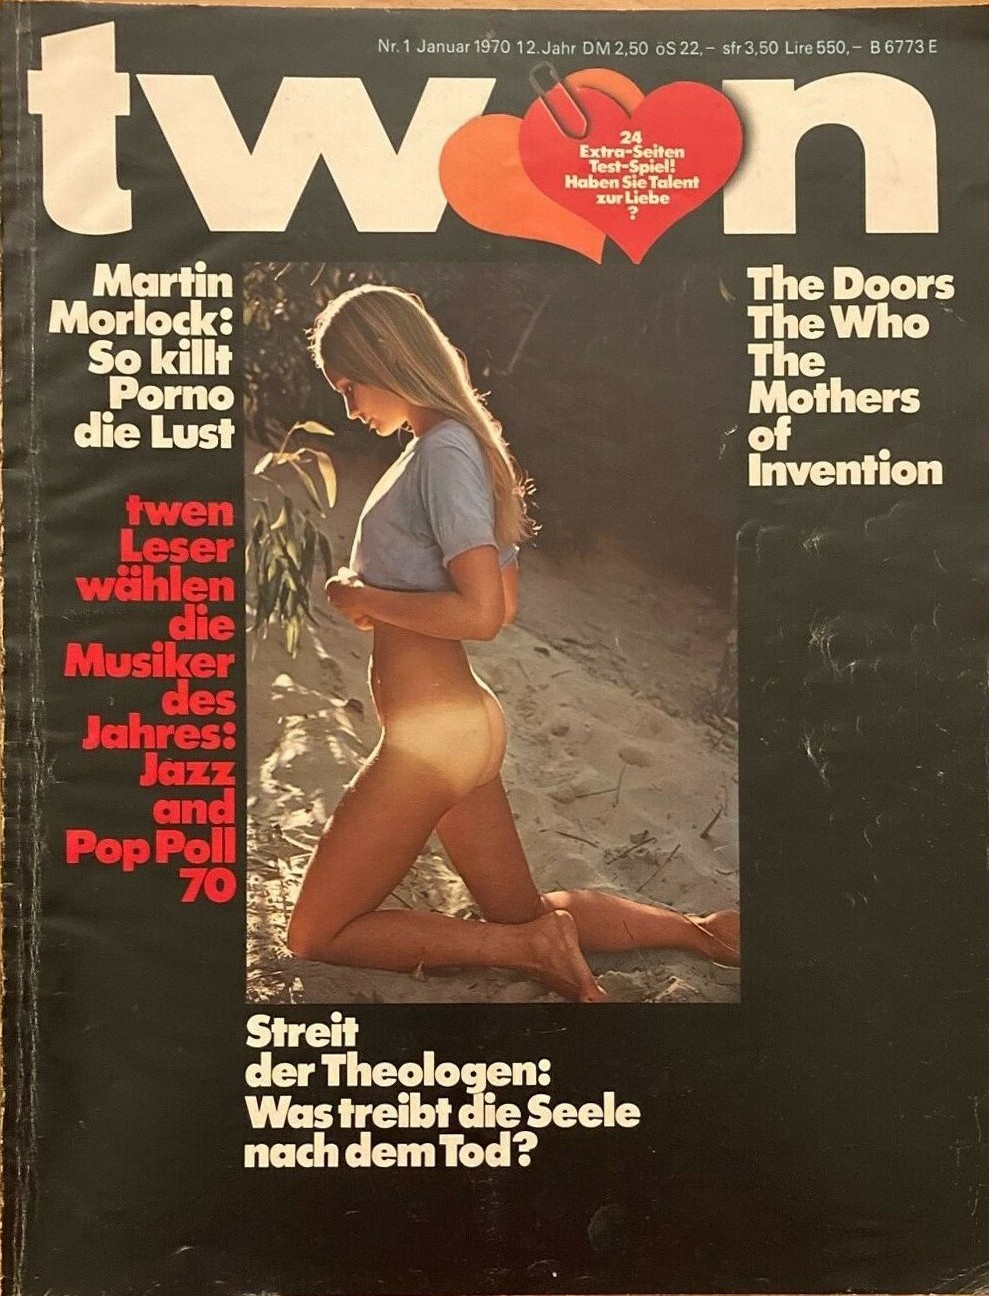 Nr. 1 Januar 1970 12. Jahr DM 2,50 öS 22,– sfr 3,50 Lire 550,– B 6773 E
tw n
24
Extra-Seiten
Test-Spiel!
Haben Sie Talent
zur Liebe
?
Martin
Morlock:
So killt
Porno
die Lust
twen
Leser
wählen
die
Musiker
des
Jahres:
Jazz
and
Pop Poll
70
The Doors
The Who
The
Mothers
of
Invention
Streit
der Theologen:
Was treibt die Seele
nach dem Tod?